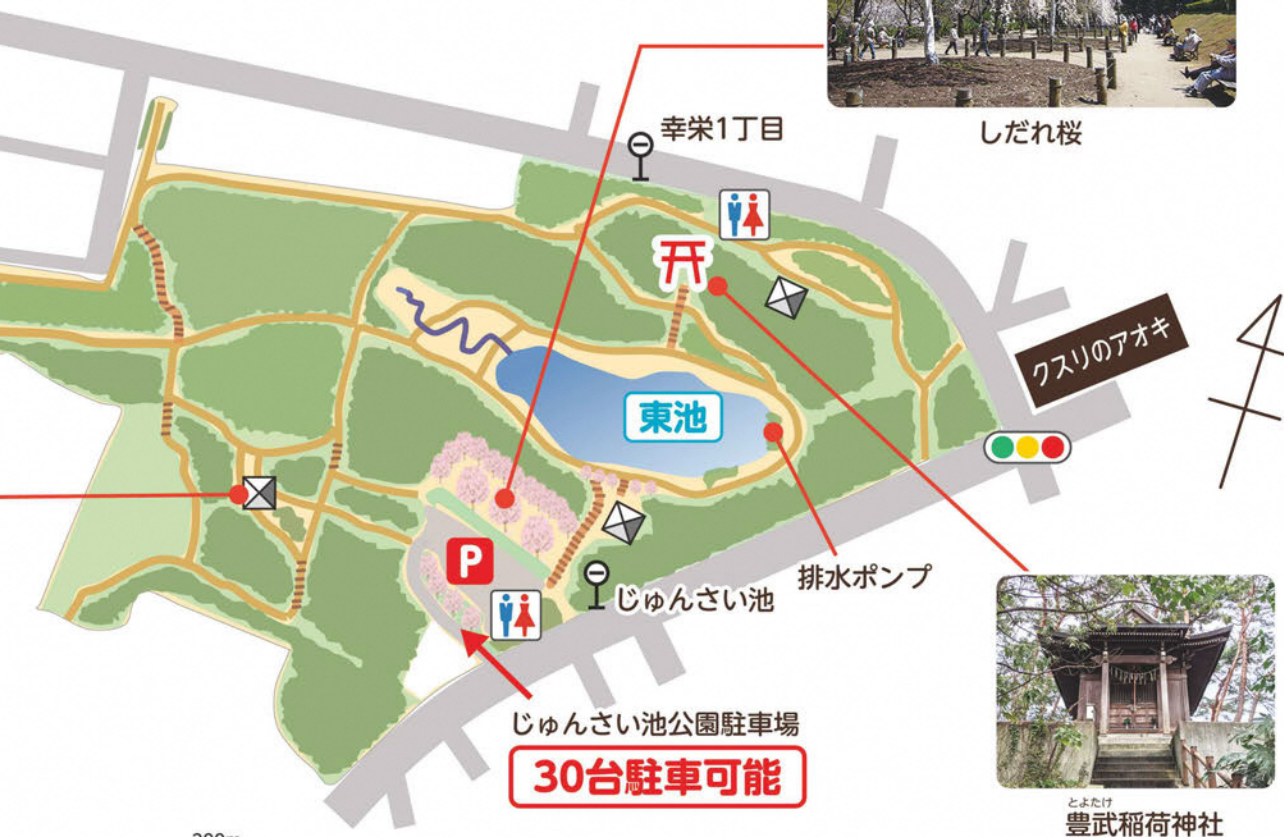 しだれ桜
幸栄1丁目
クスリのアオキ
東池
P
じゅんさい池
排水ポンプ
じゅんさい池公園駐車場
30台駐車可能
とよたけ
豊武稲荷神社